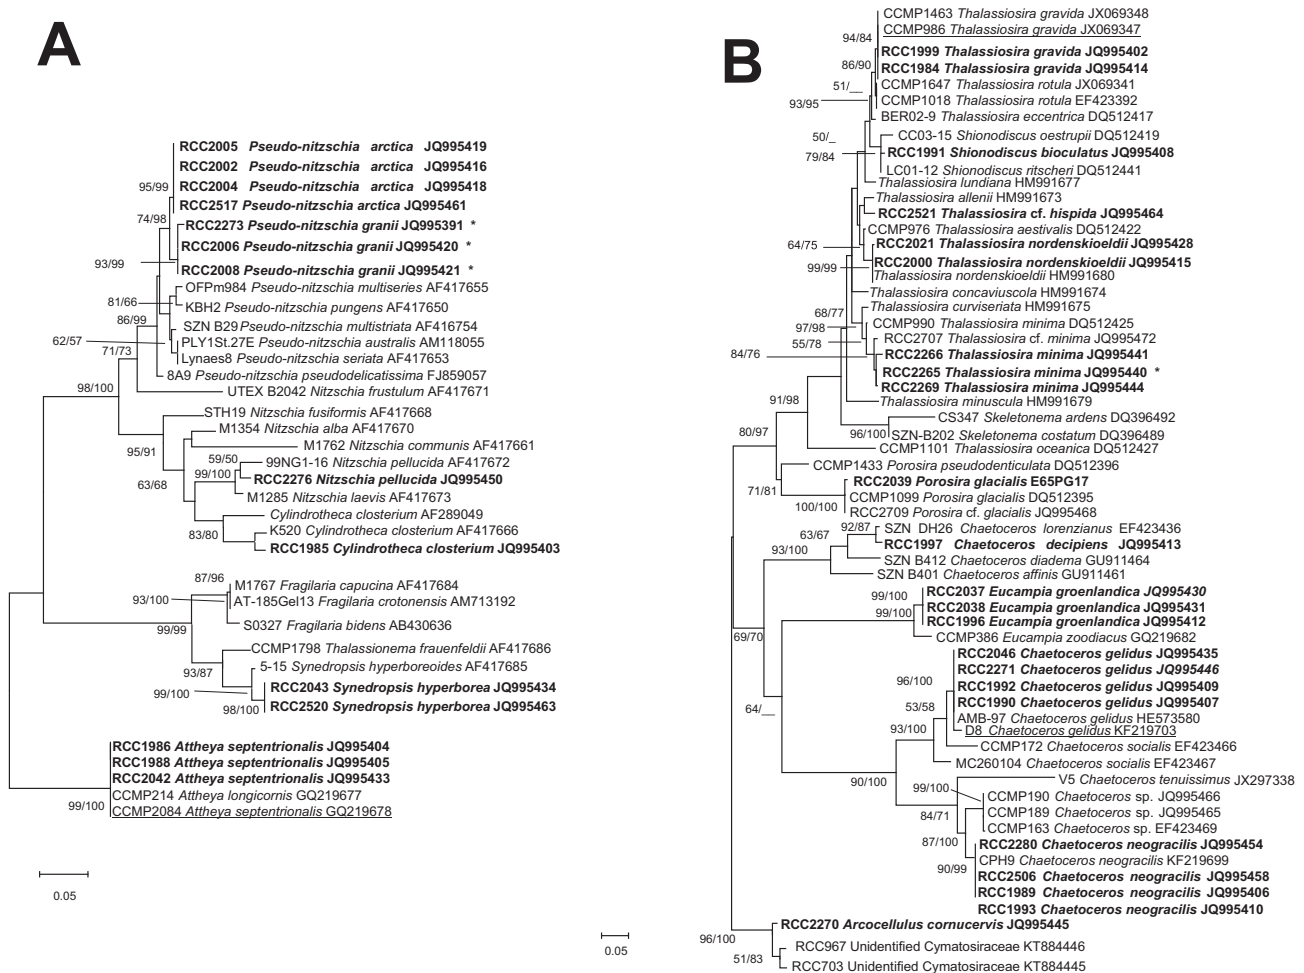 A
RCC2005 Pseudo-nitzschia arctica JQ995419
RCC2002 Pseudo-nitzschia arctica JQ995416
RCC2004 Pseudo-nitzschia arctica JQ995418
95/99
RCC2517 Pseudo-nitzschia arctica JQ995461
74/98
RCC2273 Pseudo-nitzschia granii JQ995391 *
RCC2006 Pseudo-nitzschia granii JQ995420 *
93/99
RCC2008 Pseudo-nitzschia granii JQ995421 *
OFPm984 Pseudo-nitzschia multiseries AF417655
81/66
KBH2 Pseudo-nitzschia pungens AF417650
86/99
SZN B29 Pseudo-nitzschia multistriata AF416754
62/57
PLY1St.27E Pseudo-nitzschia australis AM118055
71/73
Lynaes8 Pseudo-nitzschia seriata AF417653
8A9 Pseudo-nitzschia pseudodelicatissima FJ859057
98/100
UTEX B2042 Nitzschia frustulum AF417671
STH19 Nitzschia fusiformis AF417668
M1354 Nitzschia alba AF417670
95/91
M1762 Nitzschia communis AF417661
59/50
99NG1-16 Nitzschia pellucida AF417672
99/100
RCC2276 Nitzschia pellucida JQ995450
63/68
M1285 Nitzschia laevis AF417673
Cylindrotheca closterium AF289049
83/80
K520 Cylindrotheca closterium AF417666
RCC1985 Cylindrotheca closterium JQ995403
87/96
M1767 Fragilaria capucina AF417684
93/100
AT-185Gel13 Fragilaria crotonensis AM713192
99/99
S0327 Fragilaria bidens AB430636
CCMP1798 Thalassionema frauenfeldii AF417686
93/87
5-15 Synedropsis hyperboreoides AF417685
99/100
RCC2043 Synedropsis hyperborea JQ995434
98/100
RCC2520 Synedropsis hyperborea JQ995463
RCC1986 Attheya septentrionalis JQ995404
RCC1988 Attheya septentrionalis JQ995405
RCC2042 Attheya septentrionalis JQ995433
CCMP214 Attheya longicornis GQ219677
99/100
CCMP2084 Attheya septentrionalis GQ219678
0.05
B
CCMP1463 Thalassiosira gravida JX069348
CCMP986 Thalassiosira gravida JX069347
94/84
RCC1999 Thalassiosira gravida JQ995402
86/90
RCC1984 Thalassiosira gravida JQ995414
51/__
CCMP1647 Thalassiosira rotula JX069341
93/95
CCMP1018 Thalassiosira rotula EF423392
BER02-9 Thalassiosira eccentrica DQ512417
50/_
CC03-15 Shionodiscus oestrupii DQ512419
79/84
RCC1991 Shionodiscus bioculatus JQ995408
LC01-12 Shionodiscus ritscheri DQ512441
Thalassiosira lundiana HM991677
Thalassiosira allenii HM991673
RCC2521 Thalassiosira cf. hispida JQ995464
CCMP976 Thalassiosira aestivalis DQ512422
64/75
RCC2021 Thalassiosira nordenskioeldii JQ995428
99/99
RCC2000 Thalassiosira nordenskioeldii JQ995415
Thalassiosira nordenskioeldii HM991680
Thalassiosira concaviuscola HM991674
68/77
Thalassiosira curviseriata HM991675
97/98
CCMP990 Thalassiosira minima DQ512425
55/78
RCC2707 Thalassiosira cf. minima JQ995472
84/76
RCC2266 Thalassiosira minima JQ995441
RCC2265 Thalassiosira minima JQ995440 *
RCC2269 Thalassiosira minima JQ995444
91/98
Thalassiosira minuscula HM991679
CS347 Skeletonema ardens DQ396492
80/97
96/100
SZN-B202 Skeletonema costatum DQ396489
CCMP1101 Thalassiosira oceanica DQ512427
CCMP1433 Porosira pseudodenticulata DQ512396
71/81
RCC2039 Porosira glacialis E65PG17
CCMP1099 Porosira glacialis DQ512395
100/100
RCC2709 Porosira cf. glacialis JQ995468
92/87
SZN DH26 Chaetoceros lorenzianus EF423436
63/67
RCC1997 Chaetoceros decipiens JQ995413
93/100
SZN B412 Chaetoceros diadema GU911464
SZN B401 Chaetoceros affinis GU911461
99/100
RCC2037 Eucampia groenlandica JQ995430
RCC2038 Eucampia groenlandica JQ995431
99/100
RCC1996 Eucampia groenlandica JQ995412
69/70
CCMP386 Eucampia zoodiacus GQ219682
RCC2046 Chaetoceros gelidus JQ995435
RCC2271 Chaetoceros gelidus JQ995446
96/100
RCC1992 Chaetoceros gelidus JQ995409
RCC1990 Chaetoceros gelidus JQ995407
64/__
53/58
AMB-97 Chaetoceros gelidus HE573580
93/100
D8 Chaetoceros gelidus KF219703
CCMP172 Chaetoceros socialis EF423466
MC260104 Chaetoceros socialis EF423467
90/100
V5 Chaetoceros tenuissimus JX297338
99/100
CCMP190 Chaetoceros sp. JQ995466
CCMP189 Chaetoceros sp. JQ995465
84/71
CCMP163 Chaetoceros sp. EF423469
87/100
RCC2280 Chaetoceros neogracilis JQ995454
CPH9 Chaetoceros neogracilis KF219699
90/99
RCC2506 Chaetoceros neogracilis JQ995458
RCC1989 Chaetoceros neogracilis JQ995406
RCC1993 Chaetoceros neogracilis JQ995410
RCC2270 Arcocellulus cornucervis JQ995445
96/100
RCC967 Unidentified Cymatosiraceae KT884446
51/83
RCC703 Unidentified Cymatosiraceae KT884445
0.05